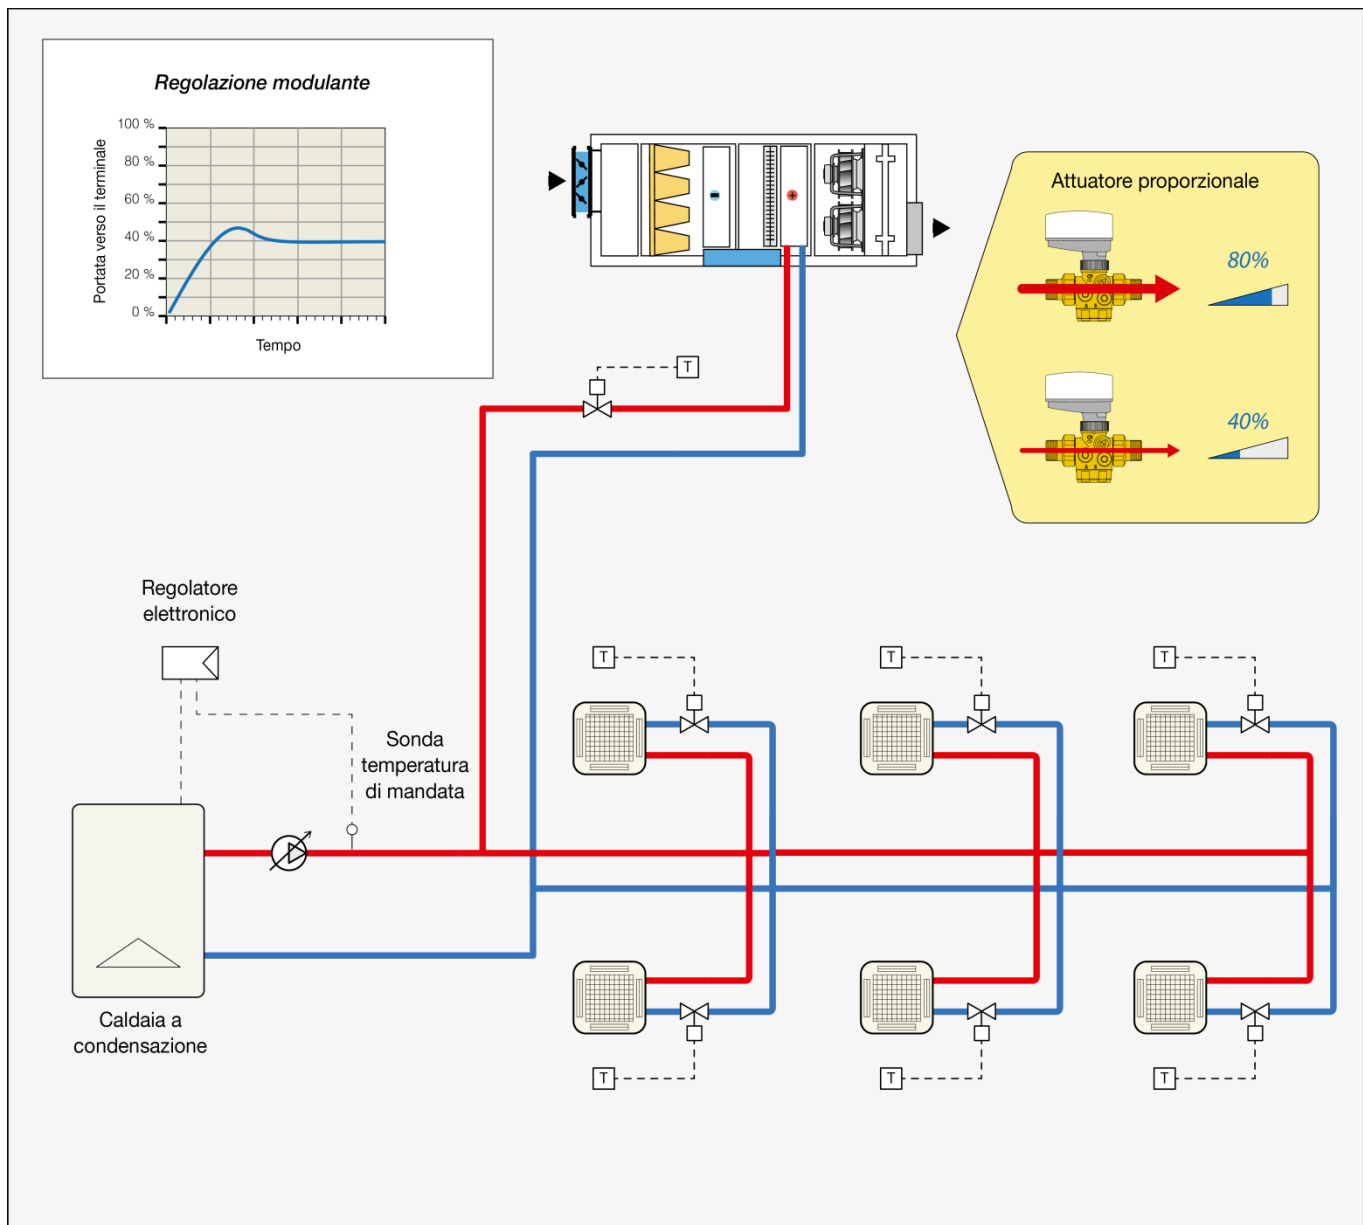 Regolazione modulante
100 %
80 %
60 %
40 %
20 %
0 %
Portata verso il terminale
Tempo
Attuatore proporzionale
80%
40%
T
Regolatore
elettronico
T
T
T
Sonda
temperatura
di mandata
Caldaia a
condensazione
T
T
T